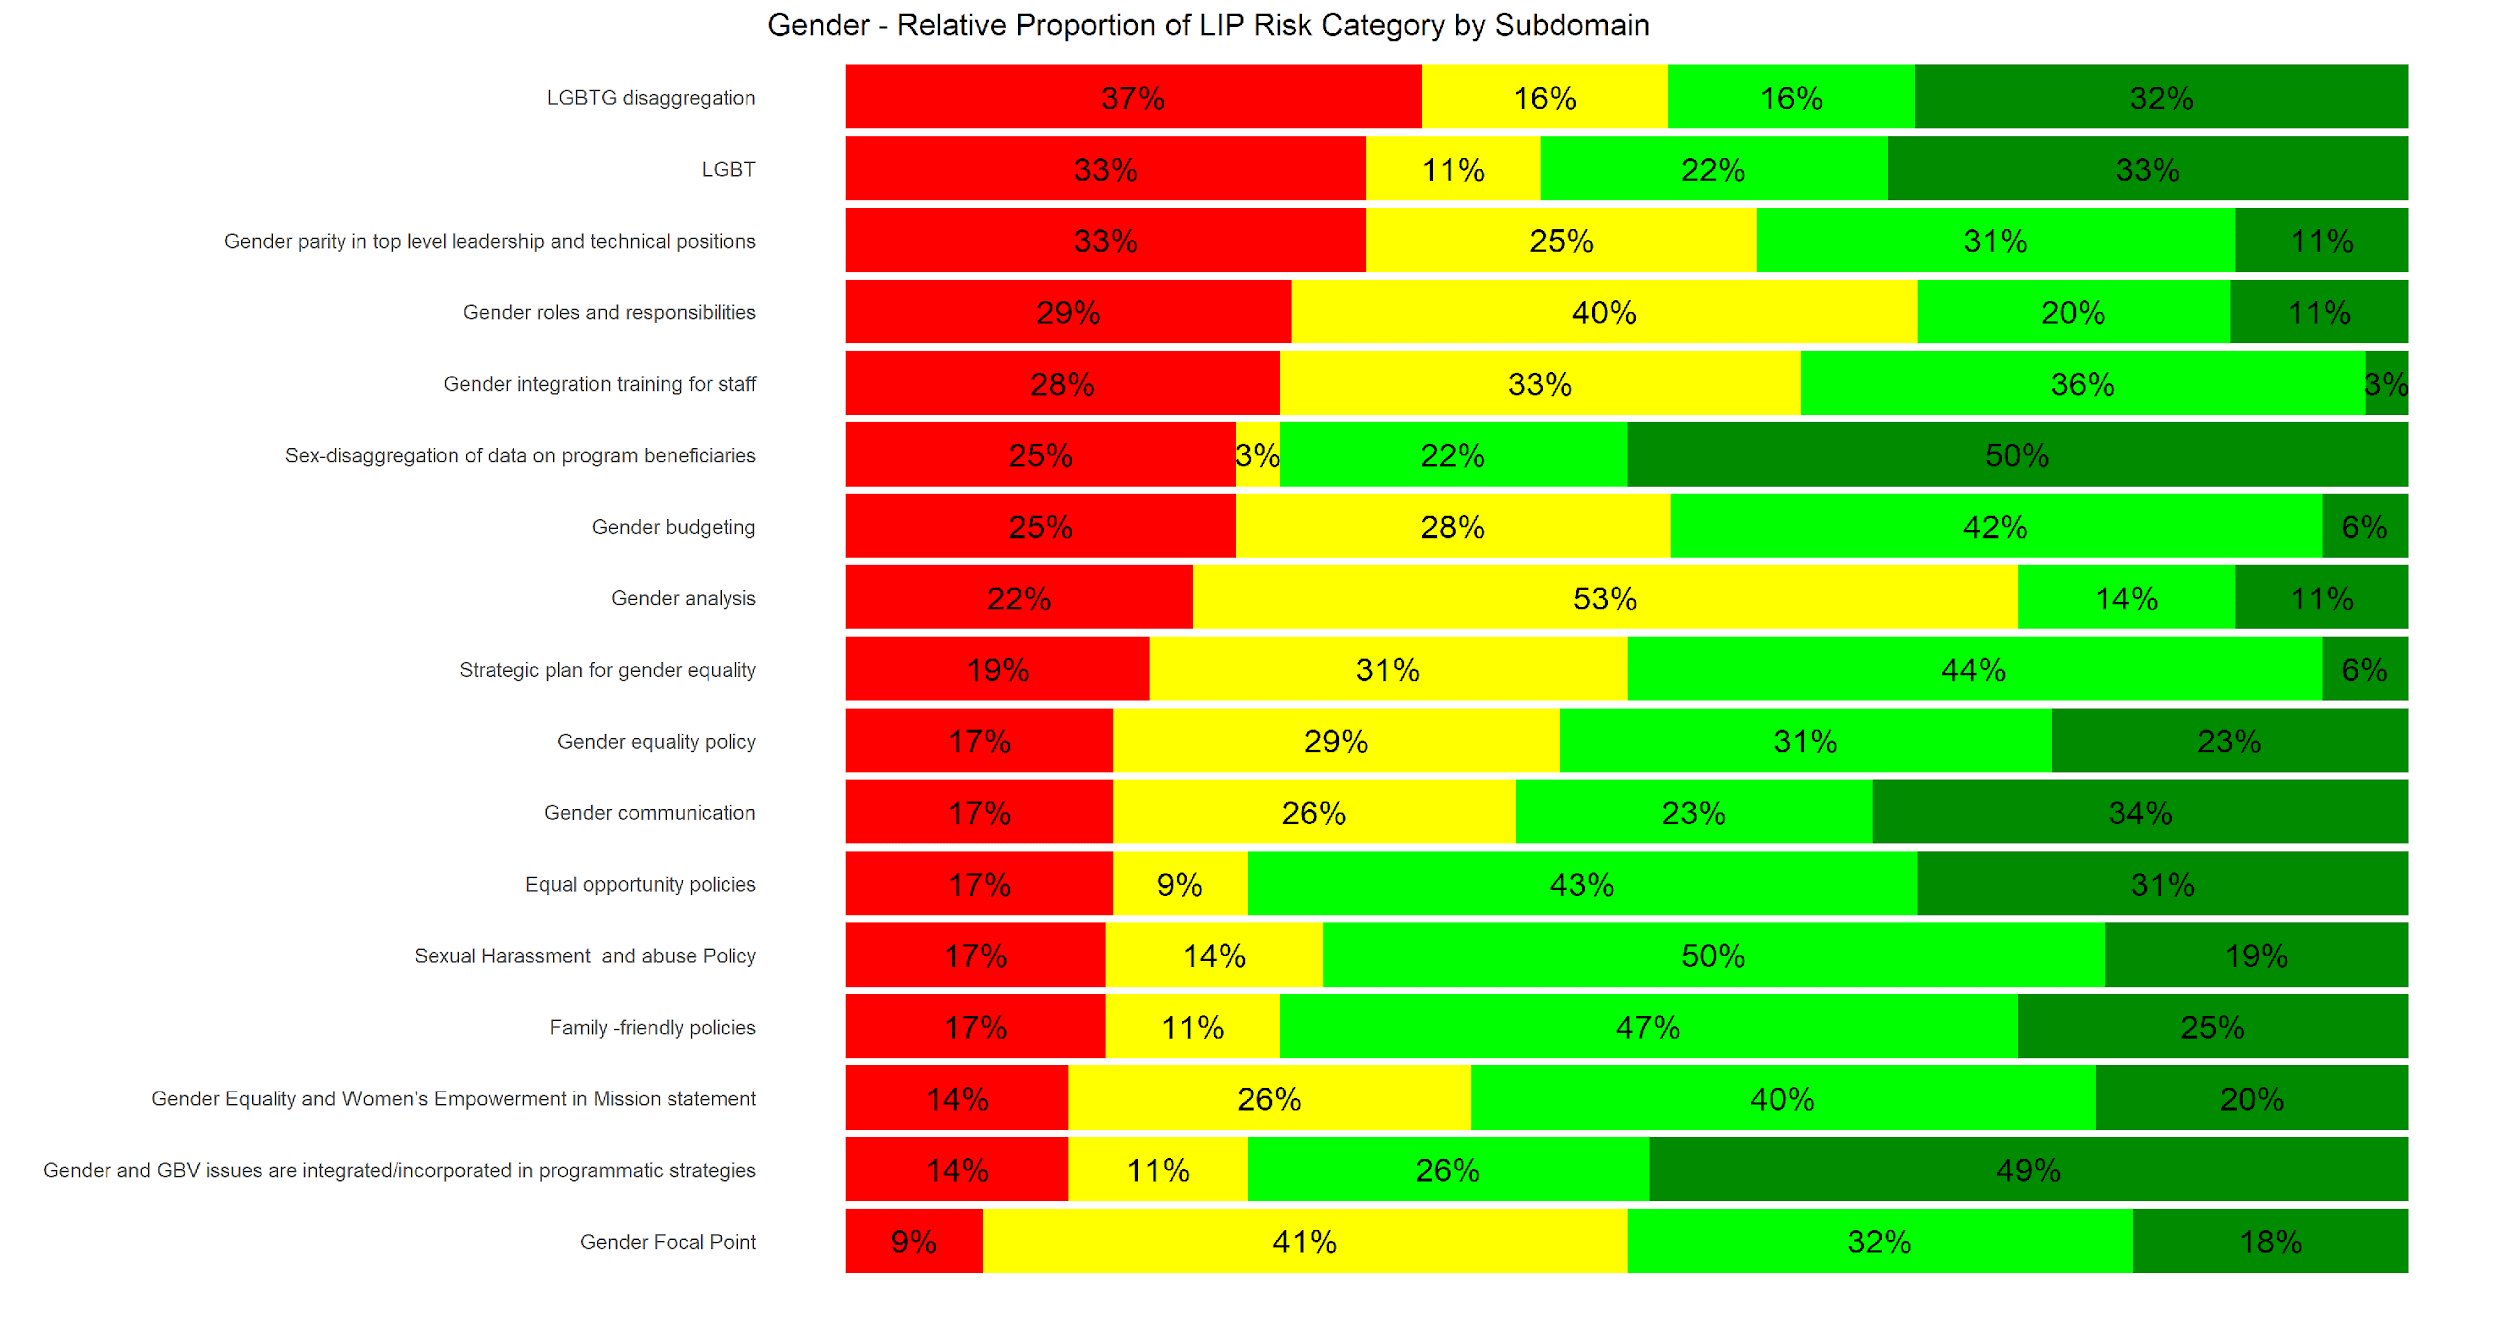 Gender - Relative Proportion of LIP Risk Category by Subdomain
LGBTG disaggregation 37% 16% 16% 32%
LGBT 33% 11% 22% 33%
Gender parity in top level leadership and technical positions 33% 25% 31% 11%
Gender roles and responsibilities 29% 40% 20% 11%
Gender integration training for staff 28% 33% 36% 3%
Sex-disaggregation of data on program beneficiaries 25% 3% 22% 50%
Gender budgeting 25% 28% 42% 6%
Gender analysis 22% 53% 14% 11%
Strategic plan for gender equality 19% 31% 44% 6%
Gender equality policy 17% 29% 31% 23%
Gender communication 17% 26% 23% 34%
Equal opportunity policies 17% 9% 43% 31%
Sexual Harassment  and abuse Policy 17% 14% 50% 19%
Family -friendly policies 17% 11% 47% 25%
Gender Equality and Women's Empowerment in Mission statement 14% 26% 40% 20%
Gender and GBV issues are integrated/incorporated in programmatic strategies 14% 11% 26% 49%
Gender Focal Point 9% 41% 32% 18%